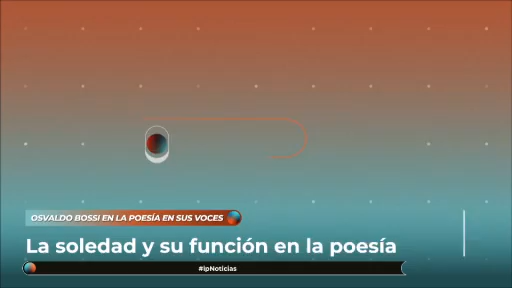 OSVALDO BOSSI EN LA POESÍA EN SUS VOCES
La soledad y su función en la poesía
#ipNoticias